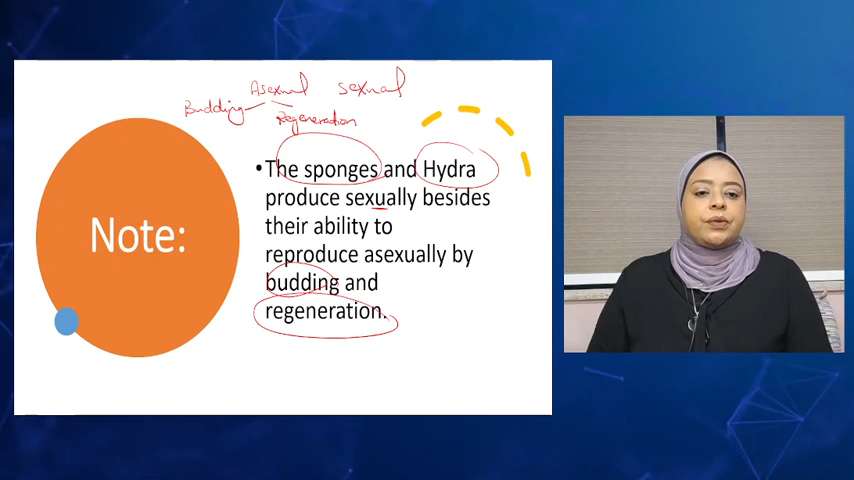 Asexual sexual
Budding
Regeneration
Note:
•The sponges and Hydra
produce sexually besides
their ability to
reproduce asexually by
budding and
regeneration.